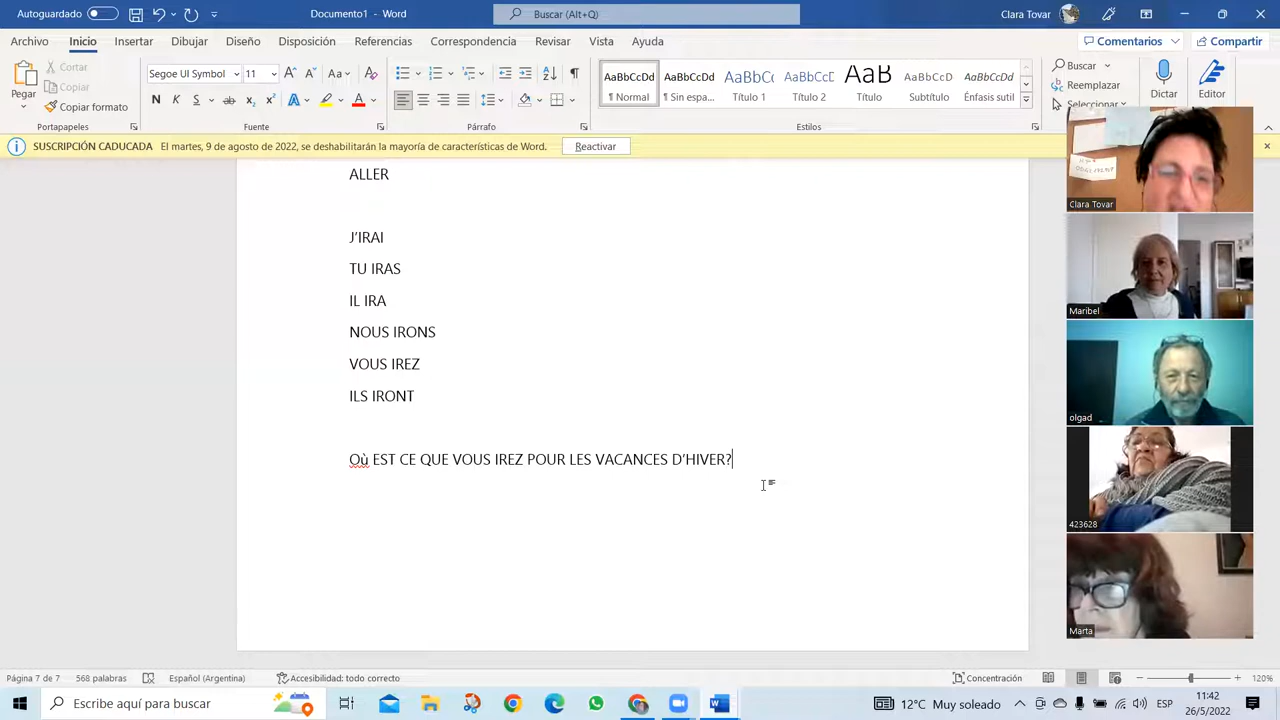 Autoguardado
Buscar (Alt+Q)
Clara Tovar
Archivo Inicio Insertar Dibujar Diseño Disposición Referencias Correspondencia Revisar Vista Ayuda
Comentarios Compartir
Pegar
Cortar
Copiar
Copiar formato
Segoe UI Symbol 11
AaBbCcDd AaBbCcDd AaBbCc AaBbCcD AaB AaBbCcD AaBbCcDd
¶ Normal ¶ Sin espa... Título 1 Título 2 Título Subtítulo Énfasis sutil
Buscar
Reemplazar
Seleccionar
Dictar
Editor
Portapapeles Fuente Párrafo Estilos
SUSCRIPCIÓN CADUCADA El martes, 9 de agosto de 2022, se deshabilitarán la mayoría de características de Word. Reactivar
ALLER
J'IRAI
TU IRAS
IL IRA
NOUS IRONS
VOUS IREZ
ILS IRONT
Où EST CE QUE VOUS IREZ POUR LES VACANCES D'HIVER?
Clara Tovar
Maribel
olgad
423628
Marta
Página 7 de 7 568 palabras Español (Argentina) Accesibilidad: todo correcto Concentración 120%
Escribe aquí para buscar
12°C Muy soleado ESP 11:42
26/5/2022